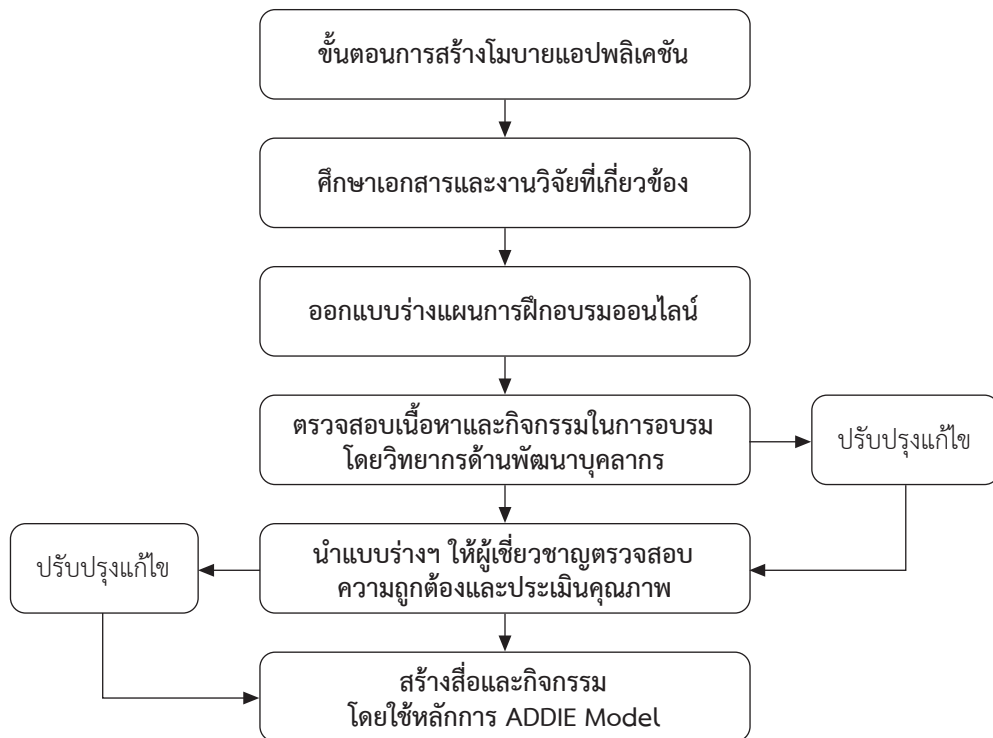 ขั้นตอนการสร้างโมบายแอปพลิเคชัน
ศึกษาเอกสารและงานวิจัยที่เกี่ยวข้อง
ออกแบบร่างแผนการฝึกอบรมออนไลน์
ตรวจสอบเนื้อหาและกิจกรรมในการอบรม
โดยวิทยากรด้านพัฒนาบุคลากร
ปรับปรุงแก้ไข
นำแบบร่างฯ ให้ผู้เชี่ยวชาญตรวจสอบ
ความถูกต้องและประเมินคุณภาพ
ปรับปรุงแก้ไข
สร้างสื่อและกิจกรรม
โดยใช้หลักการ ADDIE Model